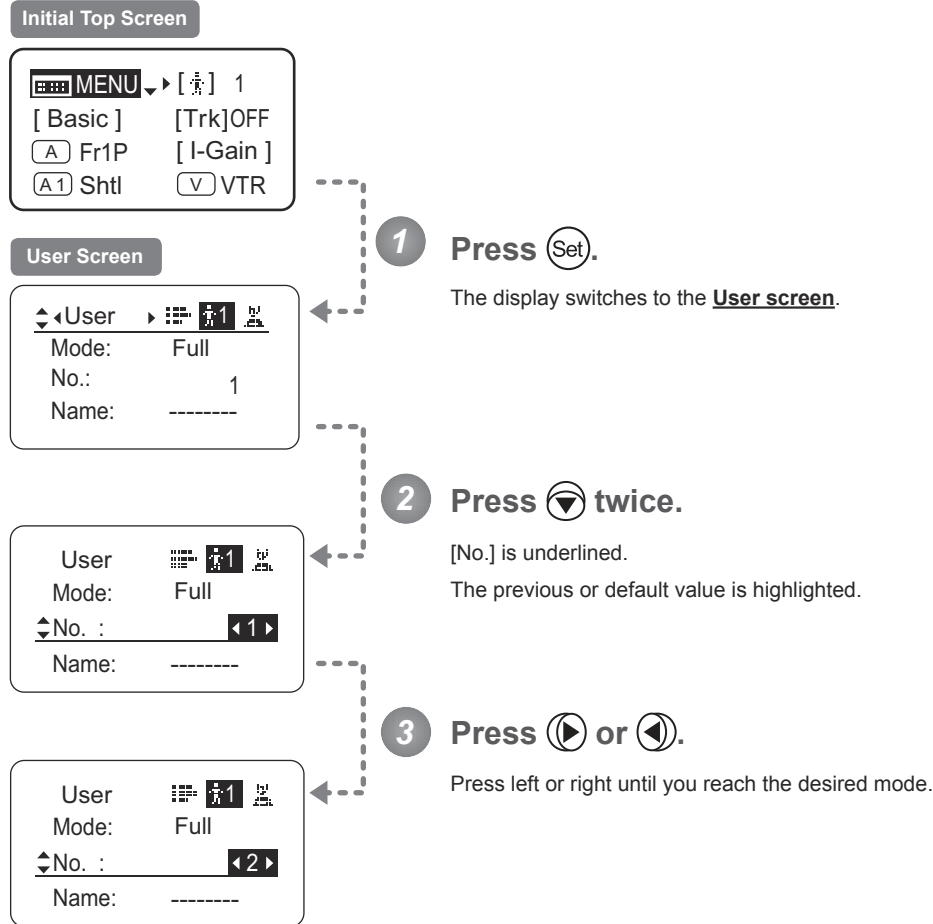 Initial Top Screen
MENU [ ] 1
[ Basic ] [Trk]OFF
A Fr1P [ I-Gain ]
A1 Shtl V VTR
1 Press Set.
User Screen
The display switches to the User screen.
User 1
Mode: Full
No.: 1
Name: --------
2 Press twice.
[No.] is underlined.
The previous or default value is highlighted.
User 1
Mode: Full
No. : 1
Name: --------
3 Press or .
Press left or right until you reach the desired mode.
User 1
Mode: Full
No. : 2
Name: --------